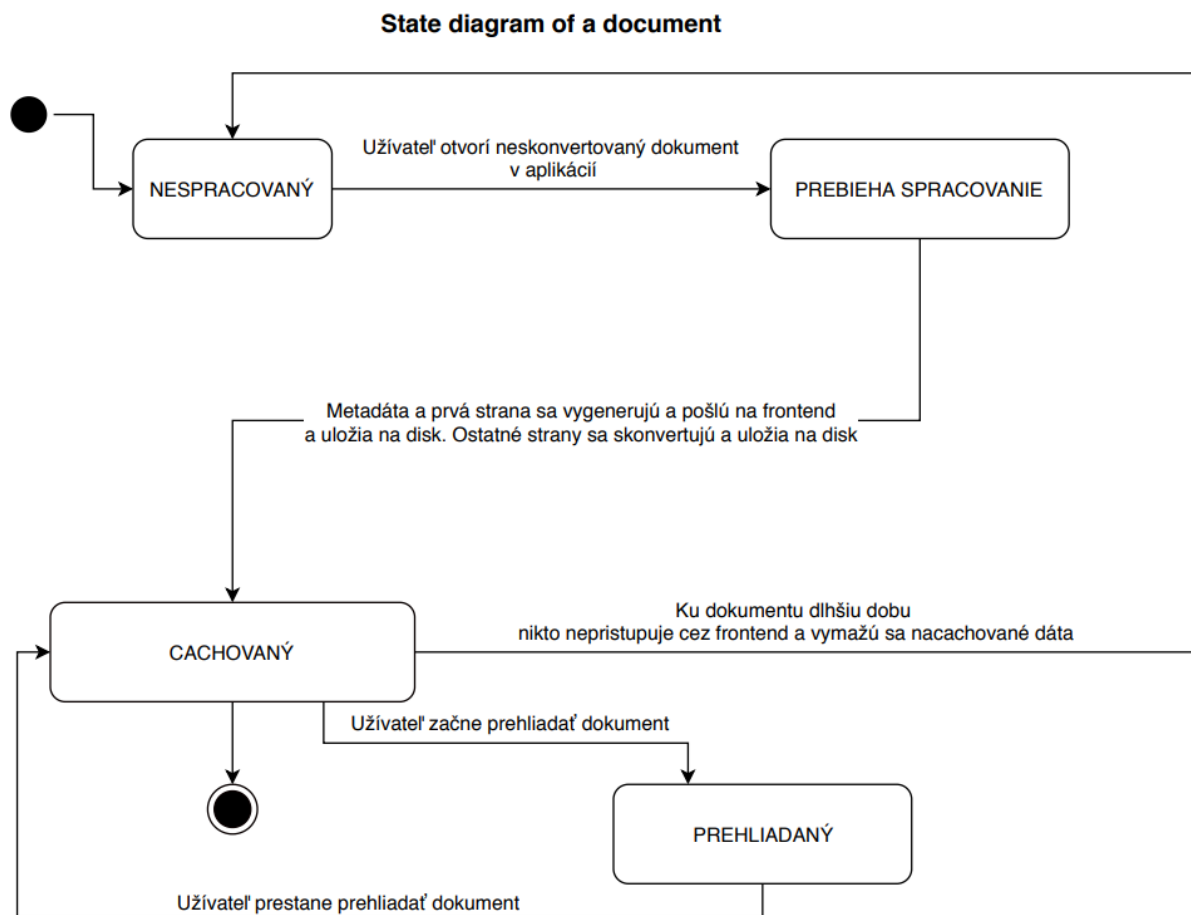 State diagram of a document
Užívateľ otvorí neskonvertovaný dokument
v aplikácií
NESPRACOVANÝ
PREBIEHA SPRACOVANIE
Metadáta a prvá strana sa vygenerujú a pošlú na frontend
a uložia na disk. Ostatné strany sa skonvertujú a uložia na disk
Ku dokumentu dlhšiu dobu
nikto nepristupuje cez frontend a vymažú sa nacachované dáta
CACHOVANÝ
Užívateľ začne prehliadať dokument
PREHLIADANÝ
Užívateľ prestane prehliadať dokument